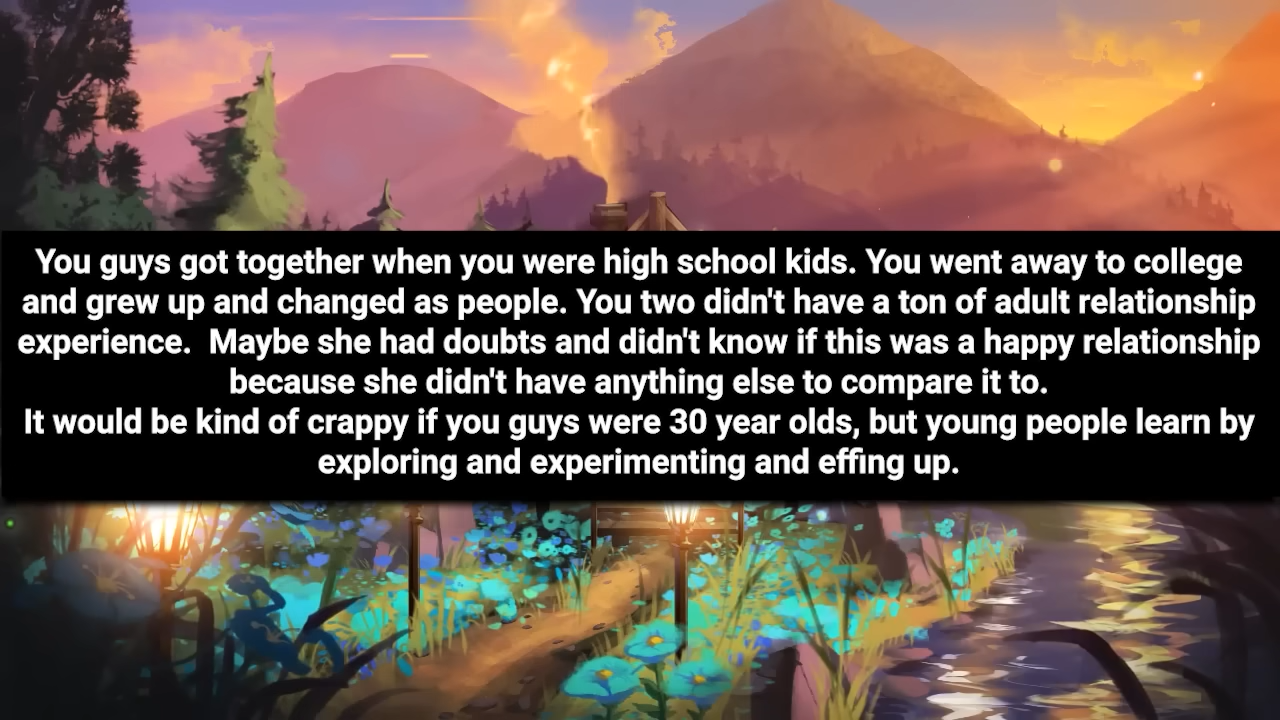 You guys got together when you were high school kids. You went away to college
and grew up and changed as people. You two didn't have a ton of adult relationship
experience.  Maybe she had doubts and didn't know if this was a happy relationship
because she didn't have anything else to compare it to.
It would be kind of crappy if you guys were 30 year olds, but young people learn by
exploring and experimenting and effing up.